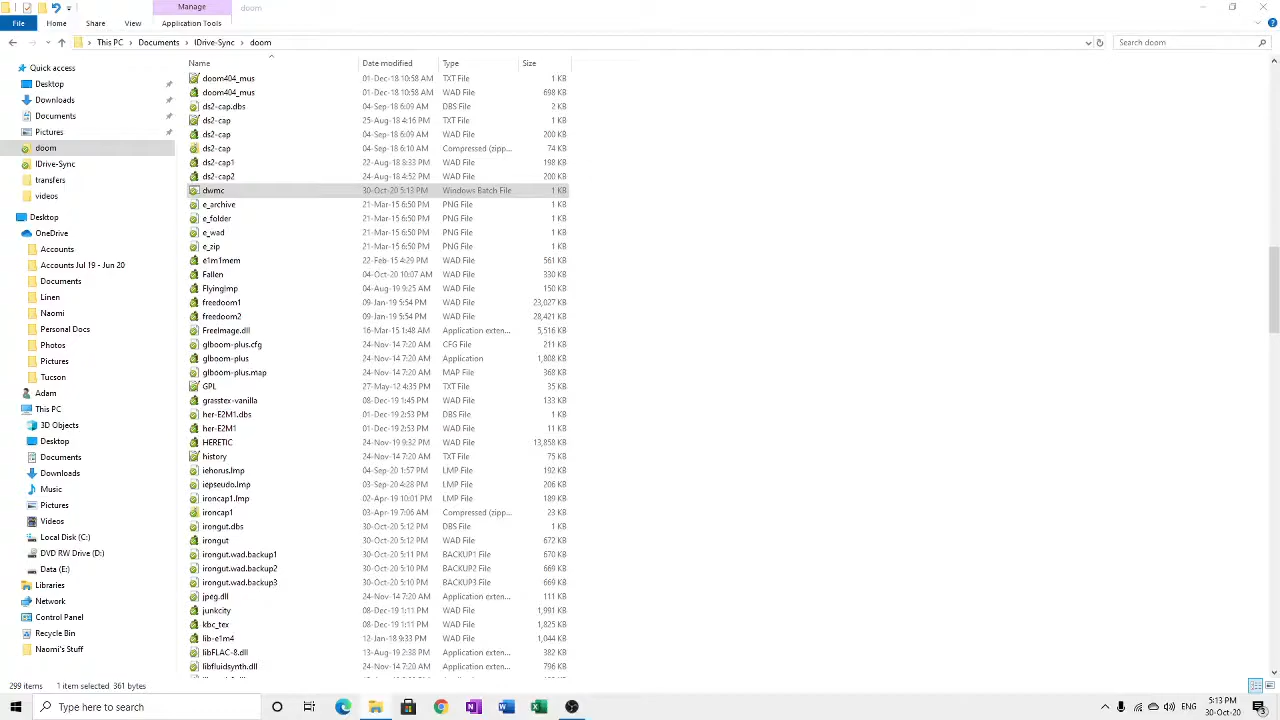 Manage
doom
File
Home
Share
View
Application Tools
This PC
Documents
IDrive-Sync
doom
Search doom
Name
Date modified
Type
Size
Quick access
Desktop
Downloads
Documents
Pictures
doom
IDrive-Sync
transfers
videos
Desktop
OneDrive
Accounts
Accounts Jul 19 - Jun 20
Documents
Linen
Naomi
Personal Docs
Photos
Pictures
Tucson
Adam
This PC
3D Objects
Desktop
Documents
Downloads
Music
Pictures
Videos
Local Disk (C:)
DVD RW Drive (D:)
Data (E:)
Libraries
Network
Control Panel
Recycle Bin
Naomi's Stuff
doom404_mus 01-Dec-18 10:58 AM TXT File 1 KB
doom404_mus 01-Dec-18 10:58 AM WAD File 698 KB
ds2-cap.dbs 04-Sep-18 6:09 AM DBS File 2 KB
ds2-cap 25-Aug-18 4:16 PM TXT File 1 KB
ds2-cap 04-Sep-18 6:09 AM WAD File 200 KB
ds2-cap 04-Sep-18 6:10 AM Compressed (zipp... 74 KB
ds2-cap1 22-Aug-18 8:33 PM WAD File 198 KB
ds2-cap2 24-Aug-18 4:52 PM WAD File 200 KB
dwmc 30-Oct-20 5:13 PM Windows Batch File 1 KB
e_archive 21-Mar-15 6:50 PM PNG File 1 KB
e_folder 21-Mar-15 6:50 PM PNG File 1 KB
e_wad 21-Mar-15 6:50 PM PNG File 1 KB
e_zip 21-Mar-15 6:50 PM PNG File 1 KB
e1m1mem 22-Feb-15 4:29 PM WAD File 561 KB
Fallen 04-Oct-20 10:07 AM WAD File 330 KB
FlyingImp 04-Aug-19 9:25 AM WAD File 150 KB
freedoom1 09-Jan-19 5:54 PM WAD File 23,027 KB
freedoom2 09-Jan-19 5:54 PM WAD File 28,421 KB
FreeImage.dll 16-Mar-15 1:48 AM Application exten... 5,516 KB
glboom-plus.cfg 24-Nov-14 7:20 AM CFG File 211 KB
glboom-plus 24-Nov-14 7:20 AM Application 1,808 KB
glboom-plus.map 24-Nov-14 7:20 AM MAP File 368 KB
GPL 27-May-12 4:35 PM TXT File 35 KB
grasstex-vanilla 08-Dec-19 1:45 PM WAD File 133 KB
her-E2M1.dbs 01-Dec-19 2:53 PM DBS File 1 KB
her-E2M1 01-Dec-19 2:53 PM WAD File 11 KB
HERETIC 24-Nov-19 9:32 PM WAD File 13,858 KB
history 24-Nov-14 7:20 AM TXT File 75 KB
iehorus.lmp 04-Sep-20 1:57 PM LMP File 192 KB
iepseudo.lmp 03-Sep-20 4:28 PM LMP File 206 KB
ironcap1.lmp 02-Apr-19 10:01 PM LMP File 189 KB
ironcap1 03-Apr-19 7:06 AM Compressed (zipp... 23 KB
irongut.dbs 30-Oct-20 5:12 PM DBS File 1 KB
irongut 30-Oct-20 5:12 PM WAD File 672 KB
irongut.wad.backup1 30-Oct-20 5:11 PM BACKUP1 File 670 KB
irongut.wad.backup2 30-Oct-20 5:10 PM BACKUP2 File 669 KB
irongut.wad.backup3 30-Oct-20 5:10 PM BACKUP3 File 669 KB
jpeg.dll 24-Nov-14 7:20 AM Application exten... 111 KB
junkcity 08-Dec-19 1:11 PM WAD File 1,991 KB
kbc_tex 08-Dec-19 1:11 PM WAD File 1,825 KB
lib-e1m4 12-Jan-18 9:33 PM WAD File 1,044 KB
libFLAC-8.dll 13-Aug-19 2:38 PM Application exten... 382 KB
libfluidsynth.dll 24-Nov-14 7:20 AM Application exten... 796 KB
299 items 1 item selected 361 bytes
Type here to search
ENG
5:13 PM
30-Oct-20